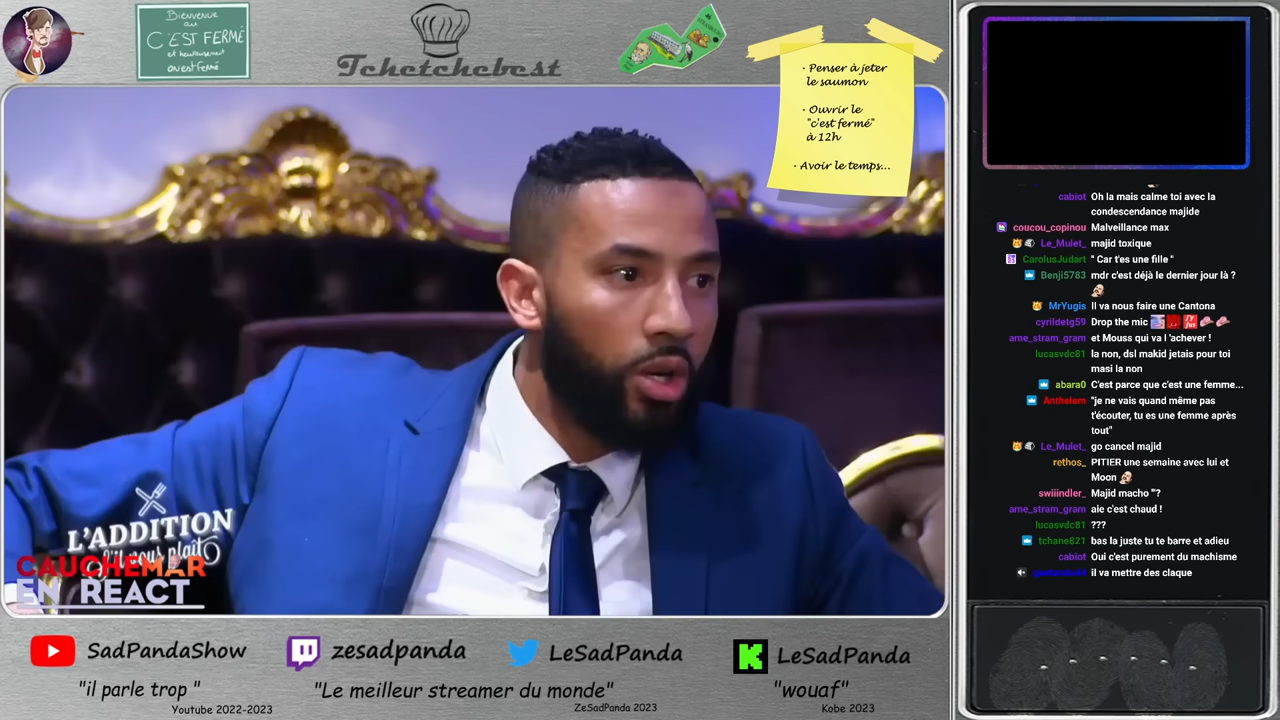 Bienvenue
au
C'EST FERMÉ
et heureusement
on est fermé
Tchetchebest
· Penser à jeter
le saumon
· Ouvrir le
"c'est fermé"
à 12h
· Avoir le temps...
L'ADDITION
s'il vous plaît
CAUCHEMAR
EN REACT
SadPandaShow
zesadpanda
LeSadPanda
LeSadPanda
"il parle trop "
Youtube 2022-2023
"Le meilleur streamer du monde"
ZeSadPanda 2023
"wouaf"
Kobe 2023
cabiot Oh la mais calme toi avec la
condescendance majide
coucou_copinou Malveillance max
Le_Mulet_ majid toxique
CarolusJudart " Car t'es une fille "
Benji5783 mdr c'est déjà le dernier jour là ?
MrYugis Il va nous faire une Cantona
cyrildetg59 Drop the mic
ame_stram_gram et Mouss qui va l 'achever !
lucasvdc81 la non, dsl makid jetais pour toi
masi la non
abara0 C'est parce que c'est une femme...
Anthelem "je ne vais quand même pas
t'écouter, tu es une femme après
tout"
Le_Mulet_ go cancel majid
rethos_ PITIER une semaine avec lui et
Moon
swiiindler_ Majid macho "'?
ame_stram_gram aie c'est chaud !
lucasvdc81 ???
tchane821 bas la juste tu te barre et adieu
cabiot Oui c'est purement du machisme
il va mettre des claque